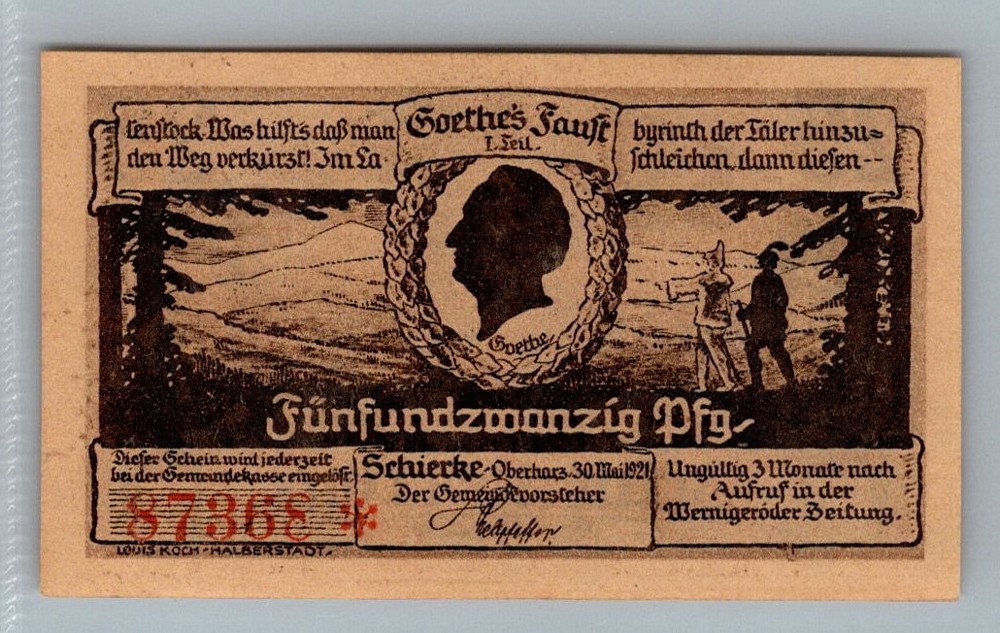 Goethe's Faust
I. Teil.
senstock. Was hilft's daß man
den Weg verkürzt! Im La-
byrinth der Täler hinzu=
schleichen, dann diesen --
Goethe
Fünfundzwanzig Pfg.
Dieser Schein wird jederzeit
bei der Gemeindekasse eingelöst.
87368 *
LOUIS KOCH - HALBERSTADT.
Schierke - Oberharz. 30. Mai 1921
Der Gemeindevorsteher
Ungültig 3 Monate nach
Aufruf in der
Wernigeröder Zeitung.